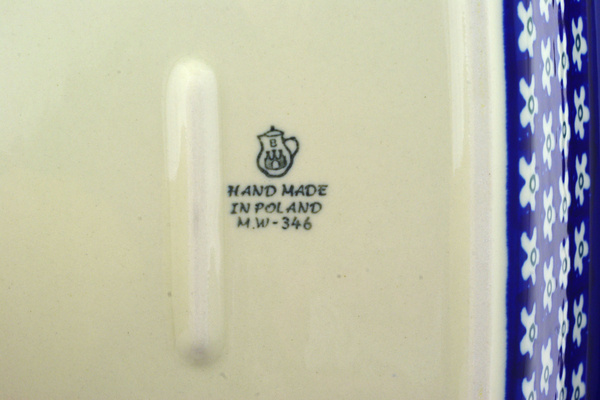 B
HAND MADE
IN POLAND
M.W-346